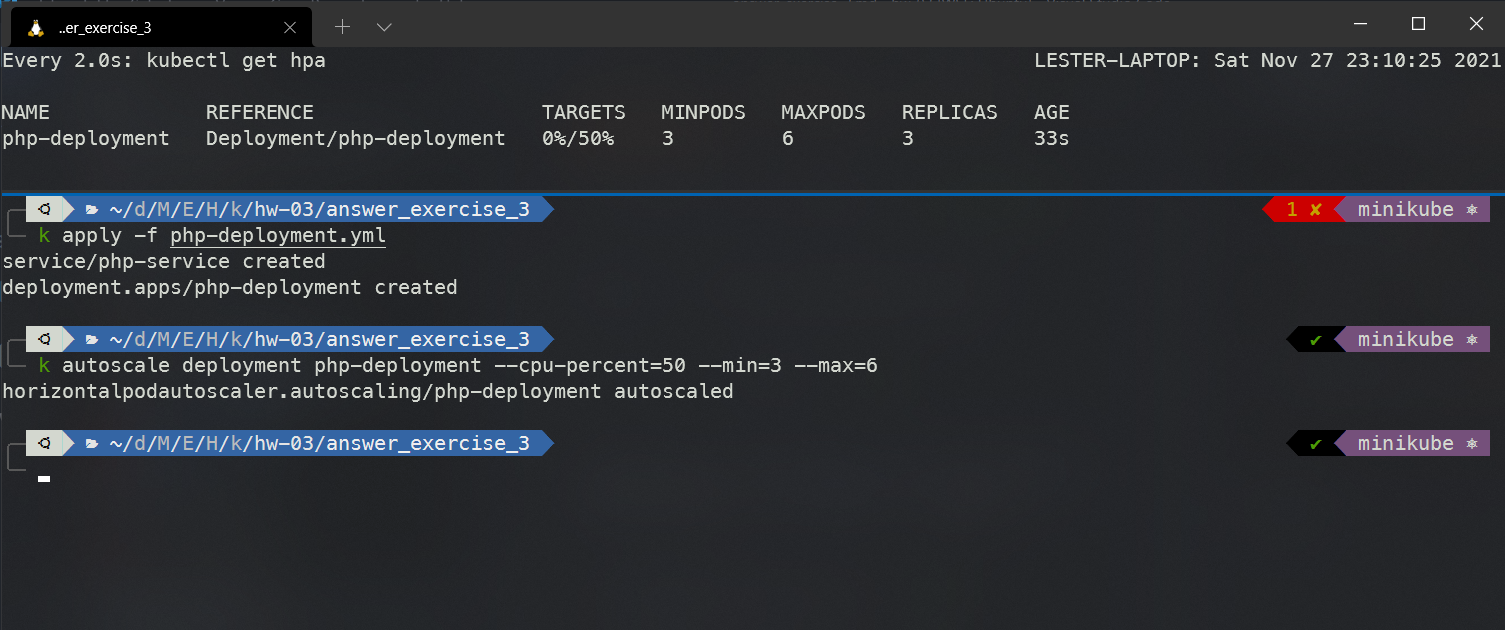 ..er_exercise_3
Every 2.0s: kubectl get hpa LESTER-LAPTOP: Sat Nov 27 23:10:25 2021
NAME REFERENCE TARGETS MINPODS MAXPODS REPLICAS AGE
php-deployment Deployment/php-deployment 0%/50% 3 6 3 33s
~/d/M/E/H/k/hw-03/answer_exercise_3 1 ✘ minikube ⎈
k apply -f php-deployment.yml
service/php-service created
deployment.apps/php-deployment created
~/d/M/E/H/k/hw-03/answer_exercise_3 ✔ minikube ⎈
k autoscale deployment php-deployment --cpu-percent=50 --min=3 --max=6
horizontalpodautoscaler.autoscaling/php-deployment autoscaled
~/d/M/E/H/k/hw-03/answer_exercise_3 ✔ minikube ⎈